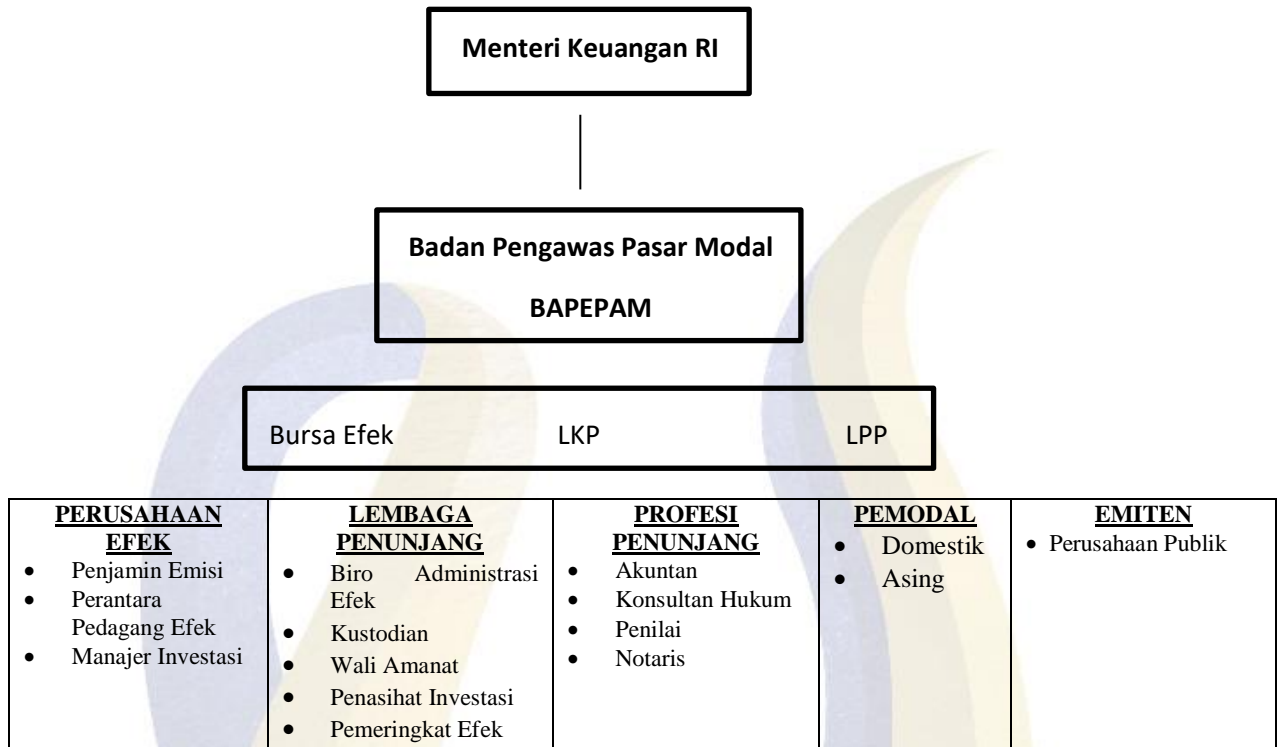 Menteri Keuangan RI
Badan Pengawas Pasar Modal
BAPEPAM
Bursa Efek LKP LPP
PERUSAHAAN
EFEK
• Penjamin Emisi
• Perantara
Pedagang Efek
• Manajer Investasi
LEMBAGA
PENUNJANG
• Biro Administrasi
Efek
• Kustodian
• Wali Amanat
• Penasihat Investasi
• Pemeringkat Efek
PROFESI
PENUNJANG
• Akuntan
• Konsultan Hukum
• Penilai
• Notaris
PEMODAL
• Domestik
• Asing
EMITEN
• Perusahaan Publik